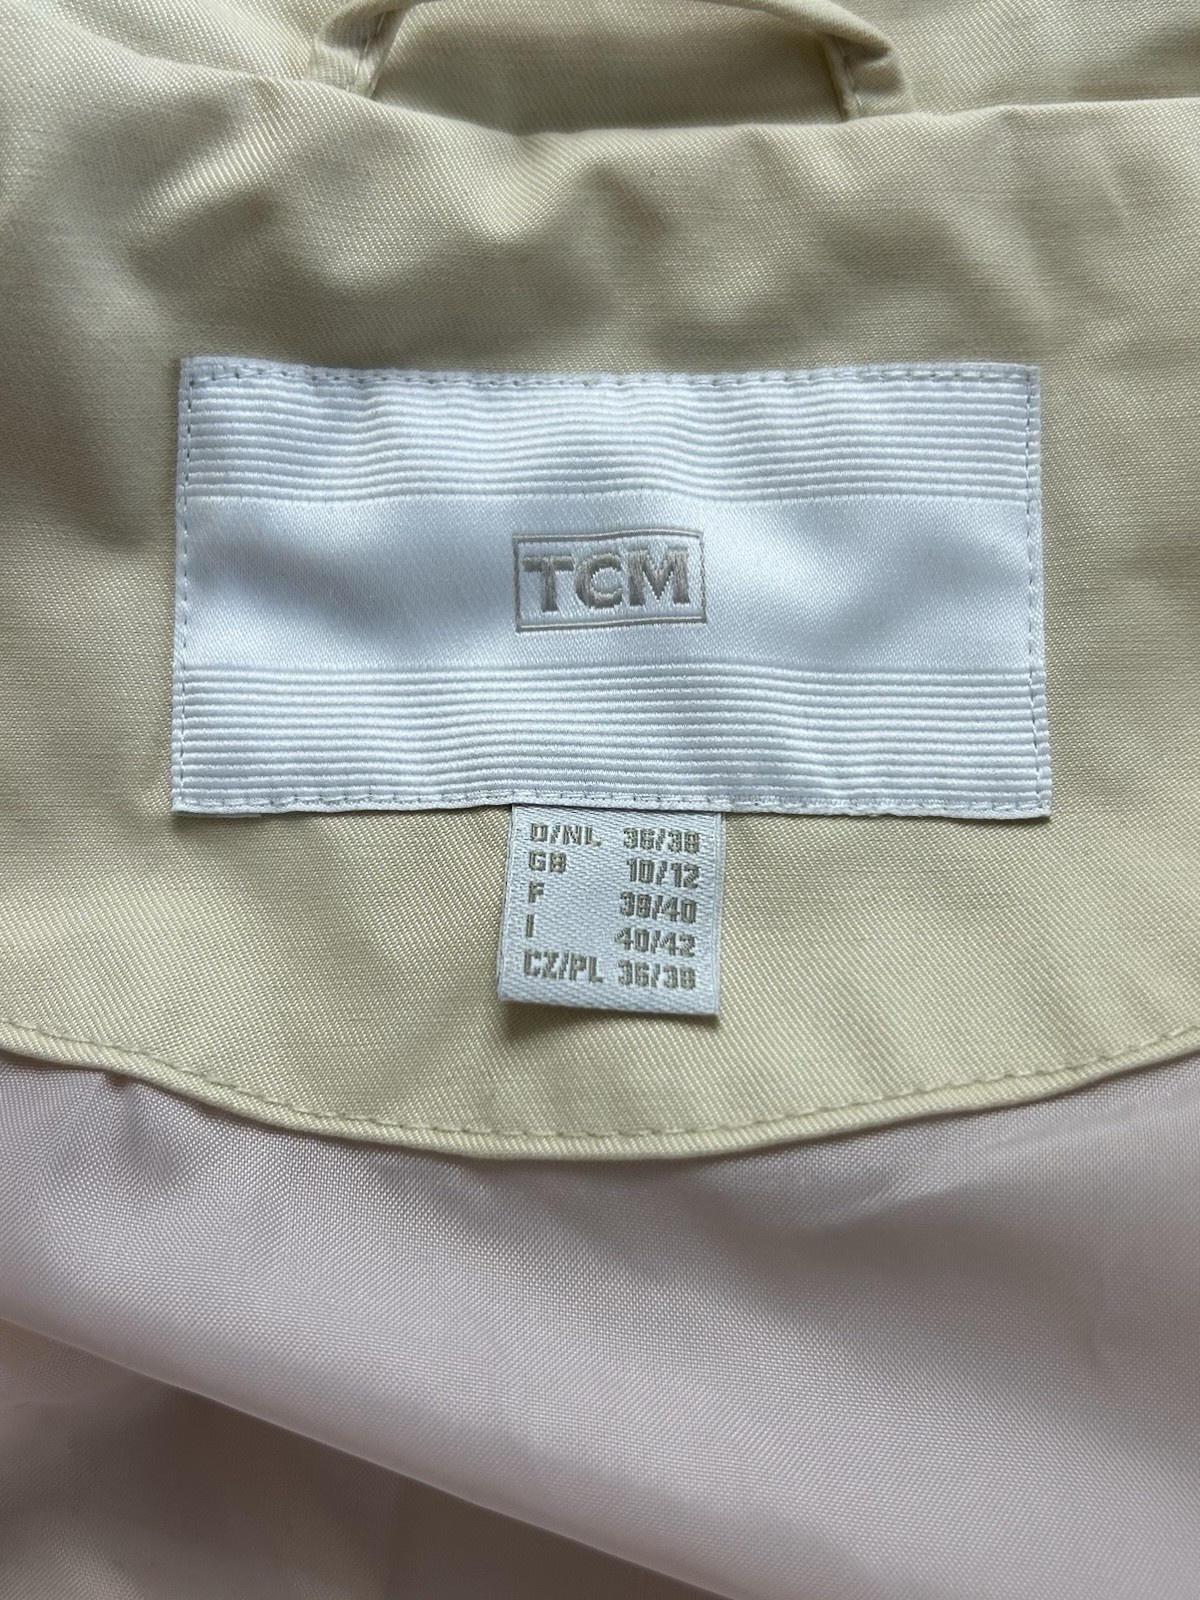 TCM
D/NL 36/38
GB 10/12
F 38/40
I 40/42
CZ/PL 36/38